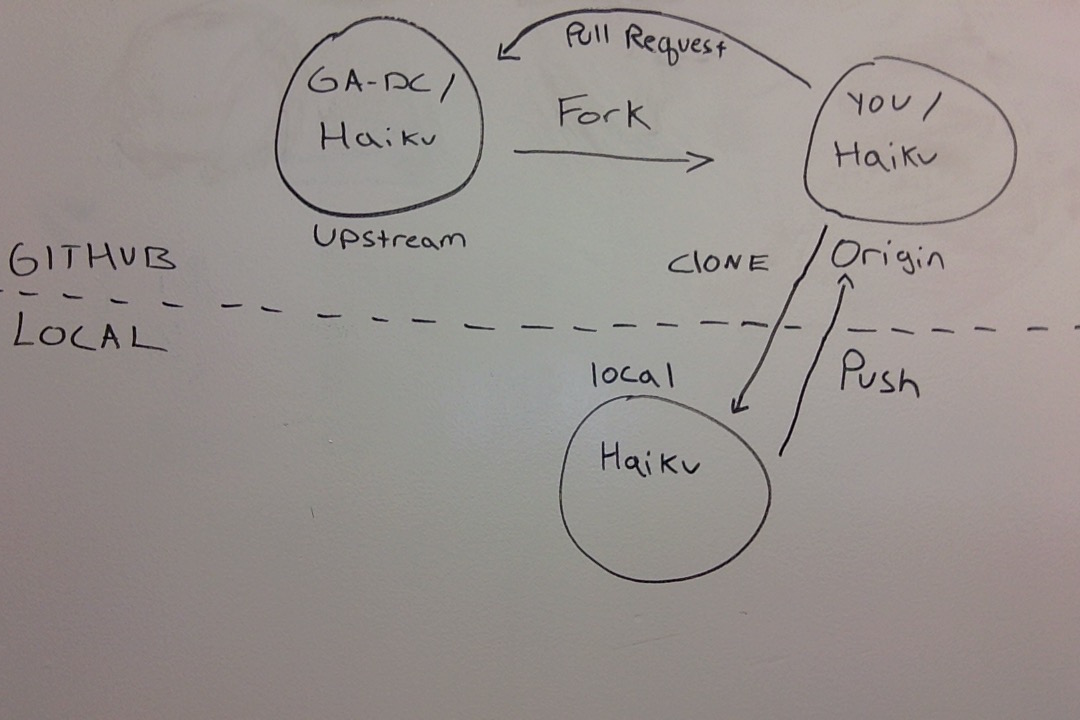 Pull Request
GA-DC/
Haiku
Fork
YOU/
Haiku
Upstream
GITHUB
CLONE
Origin
LOCAL
local
Push
Haiku